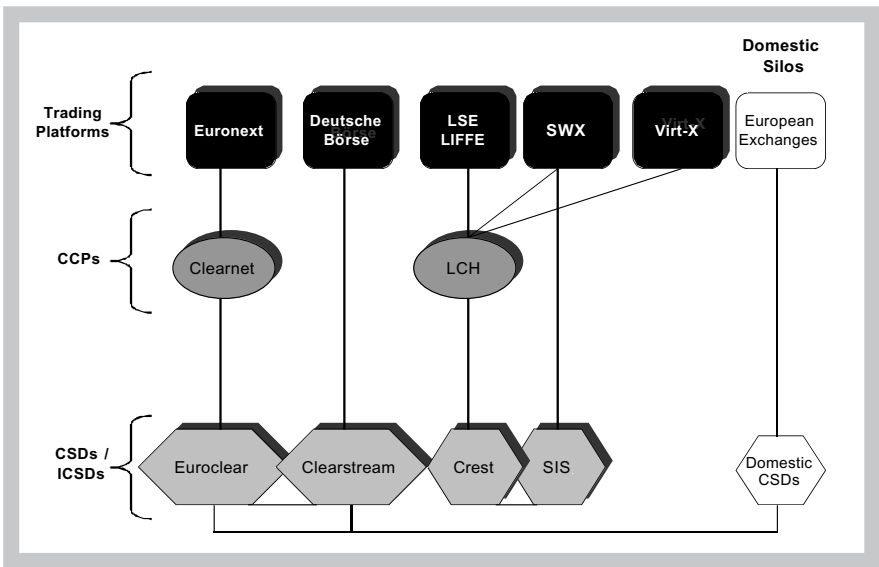 Domestic
Silos
Trading
Platforms
Euronext
Deutsche
Börse
LSE
LIFFE
SWX
Virt-X
European
Exchanges
CCPs
Clearnet
LCH
CSDs /
ICSDs
Euroclear
Clearstream
Crest
SIS
Domestic
CSDs